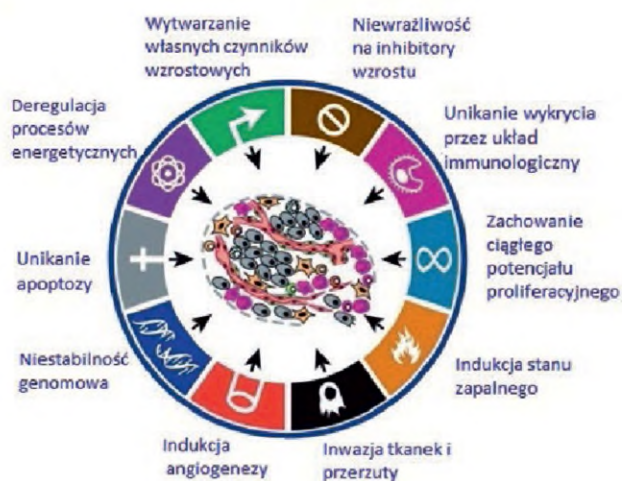 Wytwarzanie
własnych czynników
wzrostowych
Niewrażliwość
na inhibitory
wzrostu
Deregulacja
procesów
energetycznych
Unikanie wykrycia
przez układ
immunologiczny
Unikanie
apoptozy
Zachowanie
ciągłego
potencjału
proliferacyjnego
Niestabilność
genomowa
Indukcja stanu
zapalnego
Indukcja
angiogenezy
Inwazja tkanek i
przerzuty